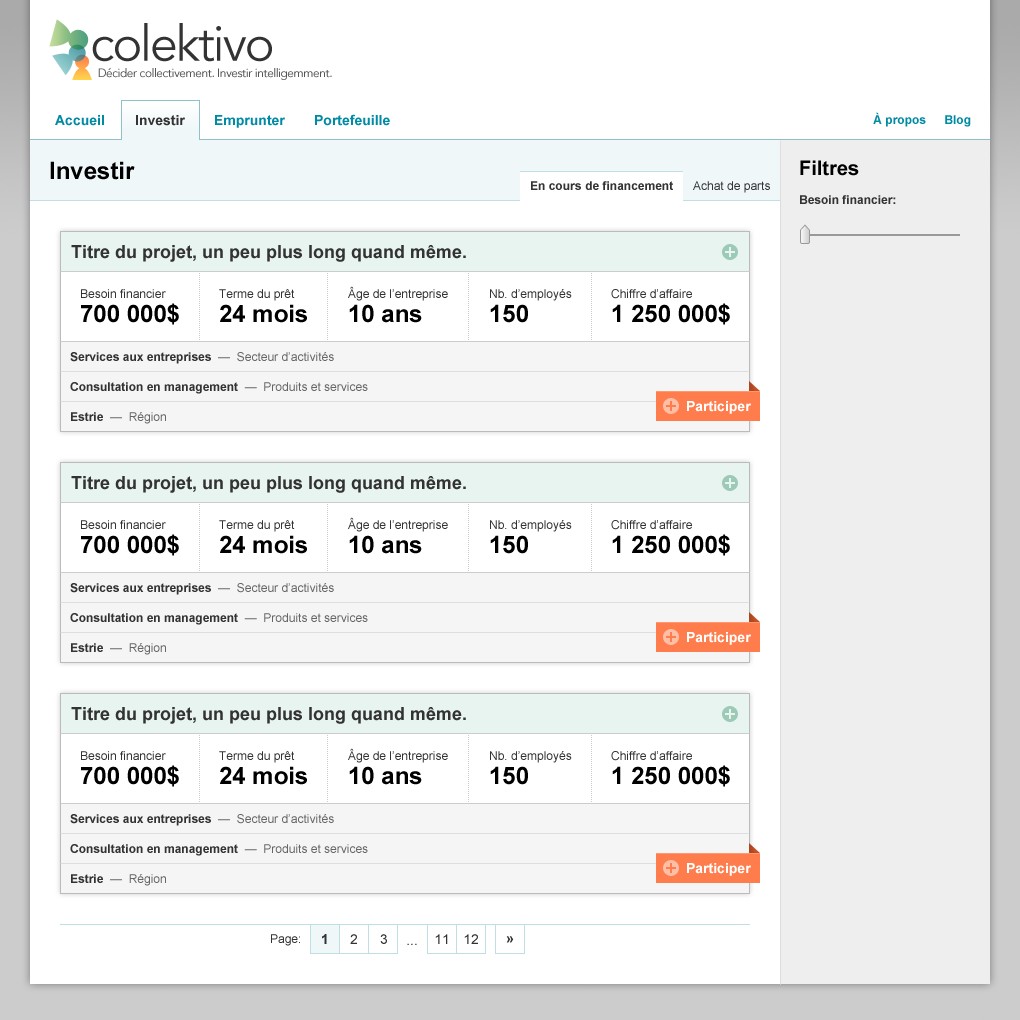 colektivo
Décider collectivement. Investir intelligemment.
Accueil Investir Emprunter Portefeuille À propos Blog
Investir
En cours de financement Achat de parts
Filtres
Besoin financier:
Titre du projet, un peu plus long quand même.
Besoin financier Terme du prêt Âge de l'entreprise Nb. d'employés Chiffre d'affaire
700 000$ 24 mois 10 ans 150 1 250 000$
Services aux entreprises — Secteur d'activités
Consultation en management — Produits et services
Participer
Estrie — Région
Titre du projet, un peu plus long quand même.
Besoin financier Terme du prêt Âge de l'entreprise Nb. d'employés Chiffre d'affaire
700 000$ 24 mois 10 ans 150 1 250 000$
Services aux entreprises — Secteur d'activités
Consultation en management — Produits et services
Participer
Estrie — Région
Titre du projet, un peu plus long quand même.
Besoin financier Terme du prêt Âge de l'entreprise Nb. d'employés Chiffre d'affaire
700 000$ 24 mois 10 ans 150 1 250 000$
Services aux entreprises — Secteur d'activités
Consultation en management — Produits et services
Participer
Estrie — Région
Page: 1 2 3 ... 11 12 »